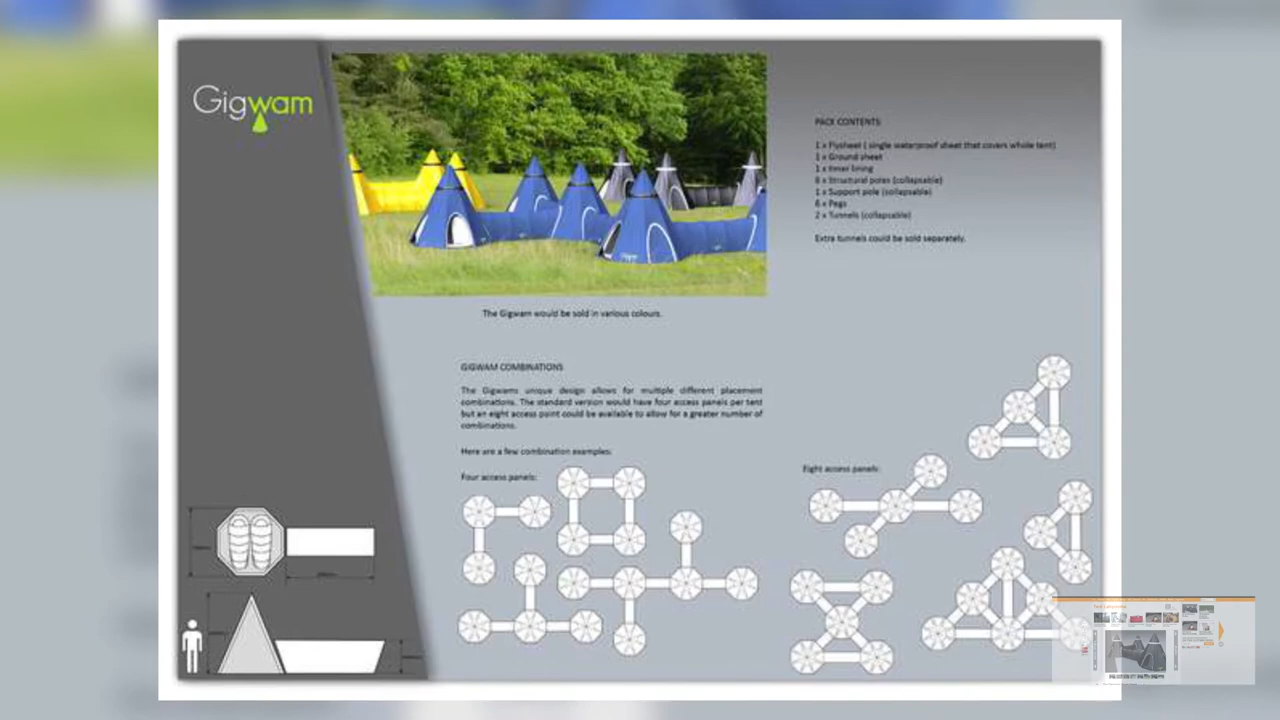 Gigwam
PACK CONTENTS:
1 x Flysheet ( single waterproof sheet that covers whole tent)
1 x Ground sheet
1 x Inner lining
8 x Structural poles (collapsable)
1 x Support pole (collapsable)
6 x Pegs
2 x Tunnels (collapsable)
Extra tunnels could be sold separately.
The Gigwam would be sold in various colours.
GIGWAM COMBINATIONS
The Gigwams unique design allows for multiple different placement
combinations. The standard version would have four access panels per tent
but an eight access point could be available to allow for a greater number of
combinations.
Here are a few combination examples:
Four access panels:
Eight access panels: